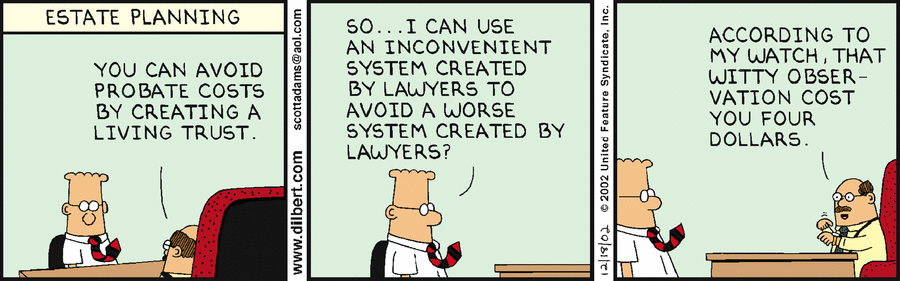 ESTATE PLANNING
YOU CAN AVOID
PROBATE COSTS
BY CREATING A
LIVING TRUST.
www.dilbert.com scottadams@aol.com
SO...I CAN USE
AN INCONVENIENT
SYSTEM CREATED
BY LAWYERS TO
AVOID A WORSE
SYSTEM CREATED BY
LAWYERS?
12/18/02 © 2002 United Feature Syndicate, Inc.
ACCORDING TO
MY WATCH, THAT
WITTY OBSER-
VATION COST
YOU FOUR
DOLLARS.